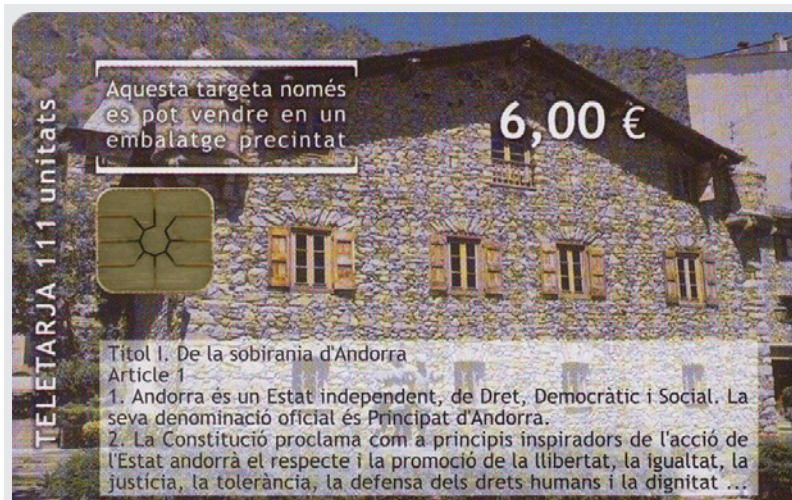 Aquesta targeta només
es pot vendre en un
embalatge precintat
6,00 €
TELETARJA 111 unitats
Títol I. De la sobirania d'Andorra
Article 1
1. Andorra és un Estat independent, de Dret, Democràtic i Social. La
seva denominació oficial és Principat d'Andorra.
2. La Constitució proclama com a principis inspiradors de l'acció de
l'Estat andorrà el respecte i la promoció de la llibertat, la igualtat, la
justícia, la tolerància, la defensa dels drets humans i la dignitat ...